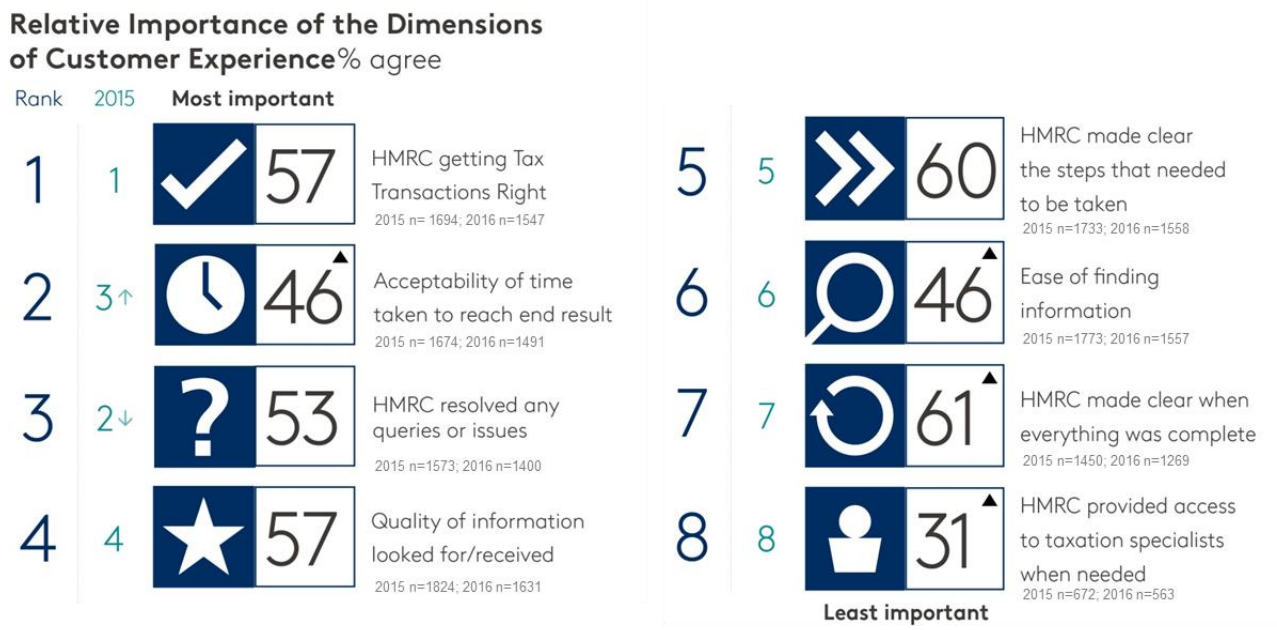 Relative Importance of the Dimensions
of Customer Experience % agree
Rank 2015 Most important
1 1 57 HMRC getting Tax
Transactions Right
2015 n= 1694; 2016 n=1547
2 3↑ 46▲ Acceptability of time
taken to reach end result
2015 n= 1674; 2016 n=1491
3 2↓ ? 53 HMRC resolved any
queries or issues
2015 n=1573; 2016 n=1400
4 4 57 Quality of information
looked for/received
2015 n=1824; 2016 n=1631
5 5 60 HMRC made clear
the steps that needed
to be taken
2015 n=1733; 2016 n=1558
6 6 46▲ Ease of finding
information
2015 n=1773; 2016 n=1557
7 7 61▲ HMRC made clear when
everything was complete
2015 n=1450; 2016 n=1269
8 8 31▲ HMRC provided access
to taxation specialists
when needed
2015 n=672; 2016 n=563
Least important